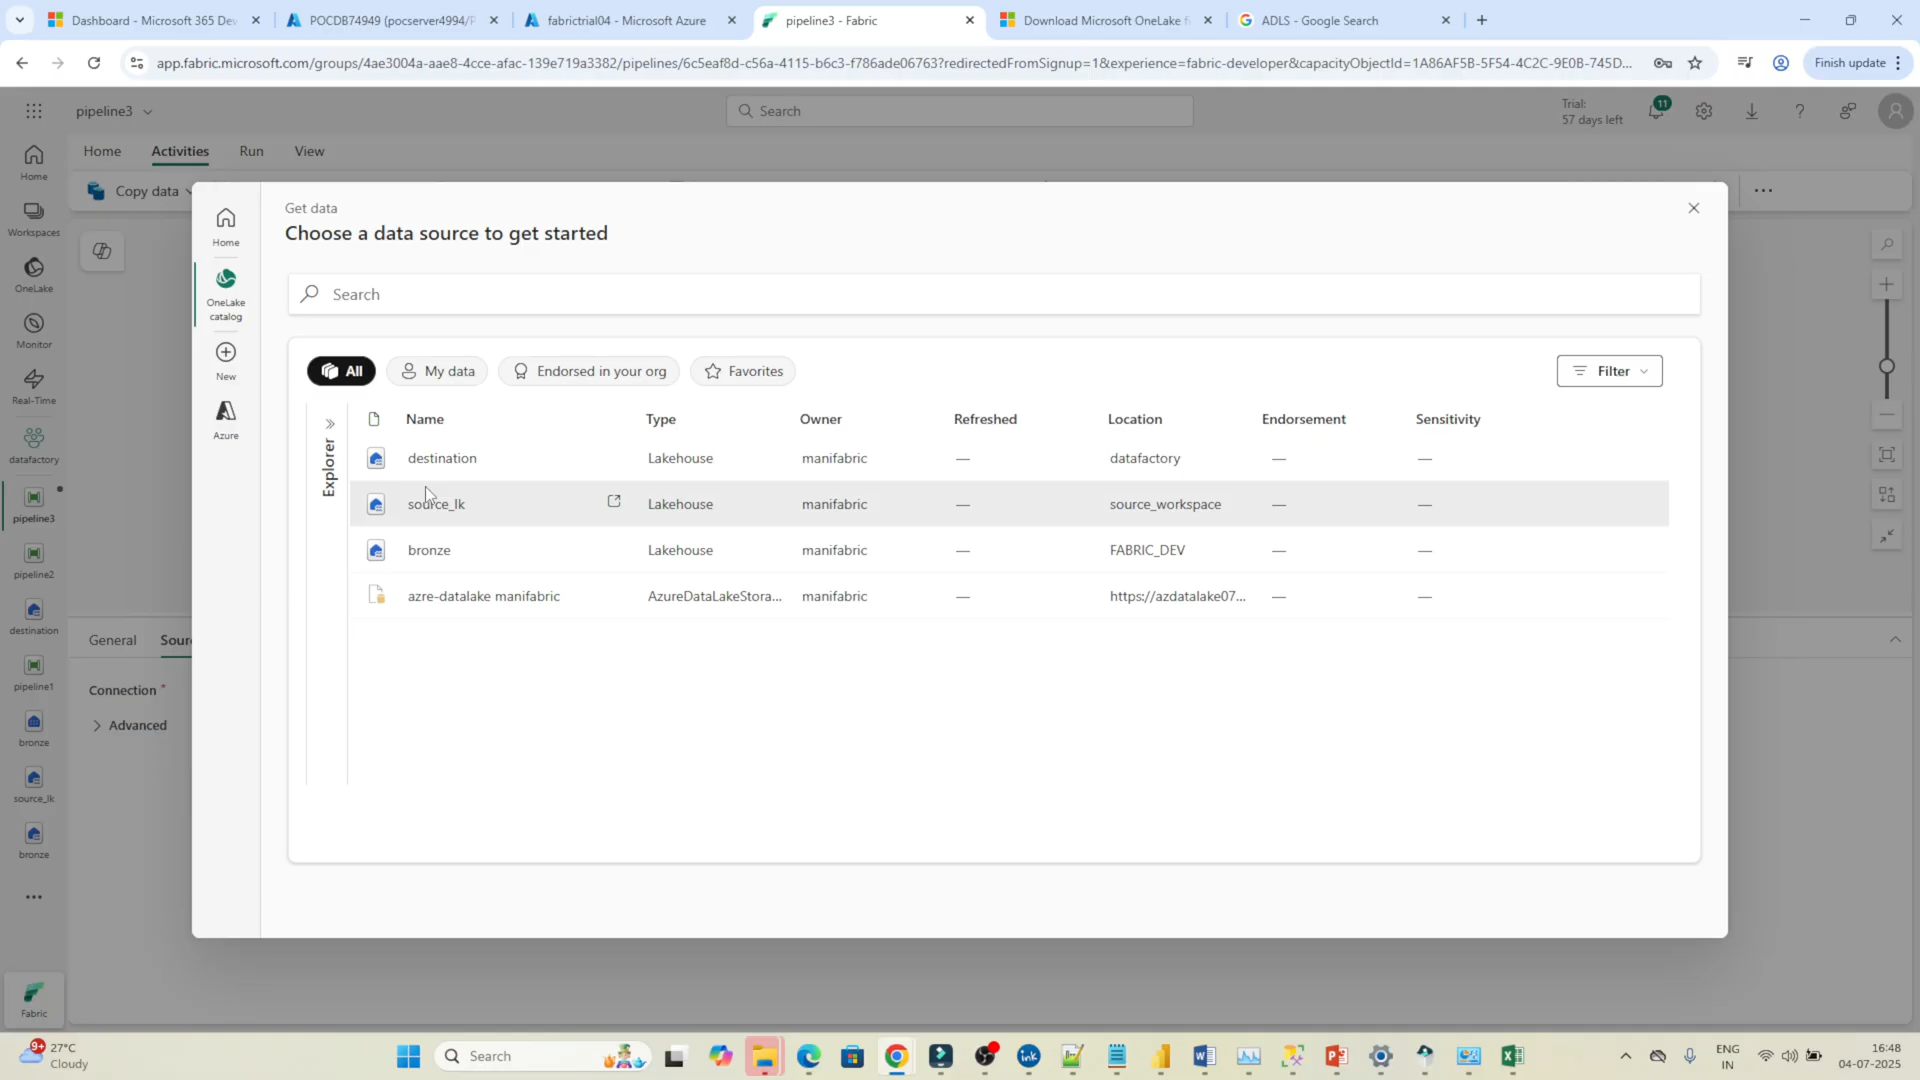 Dashboard - Microsoft 365 Dev
POCDB74949 (pocserver4994/P
fabrictrial04 - Microsoft Azure
pipeline3 - Fabric
Download Microsoft OneLake f
ADLS - Google Search
app.fabric.microsoft.com/groups/4ae3004a-aae8-4cce-afac-139e719a3382/pipelines/6c5eaf8d-c56a-4115-b6c3-f786ade06763?redirectedFromSignup=1&experience=fabric-developer&capacityObjectId=1A86AF5B-5F54-4C2C-9E0B-745D...
Finish update
pipeline3
Search
Trial:
57 days left
11
Home
Activities
Run
View
Copy data
Home
Workspaces
OneLake
Monitor
Real-Time
datafactory
pipeline3
pipeline2
destination
pipeline1
bronze
source_lk
bronze
Fabric
General
Sour
Connection *
Advanced
Home
OneLake
catalog
New
Azure
Get data
Choose a data source to get started
Search
All
My data
Endorsed in your org
Favorites
Filter
Explorer
Name Type Owner Refreshed Location Endorsement Sensitivity
destination Lakehouse manifabric — datafactory — —
source_lk Lakehouse manifabric — source_workspace — —
bronze Lakehouse manifabric — FABRIC_DEV — —
azre-datalake manifabric AzureDataLakeStora... manifabric — https://azdatalake07... — —
9+
27°C
Cloudy
Search
ink
ENG
IN
16:48
04-07-2025